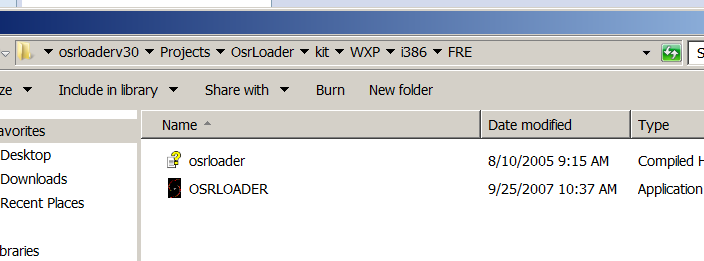 osrloaderv30 Projects OsrLoader kit WXP i386 FRE S
ze Include in library Share with Burn New folder
avorites
Desktop
Downloads
Recent Places
braries
Name Date modified Type
osrloader 8/10/2005 9:15 AM Compiled H
OSRLOADER 9/25/2007 10:37 AM Application